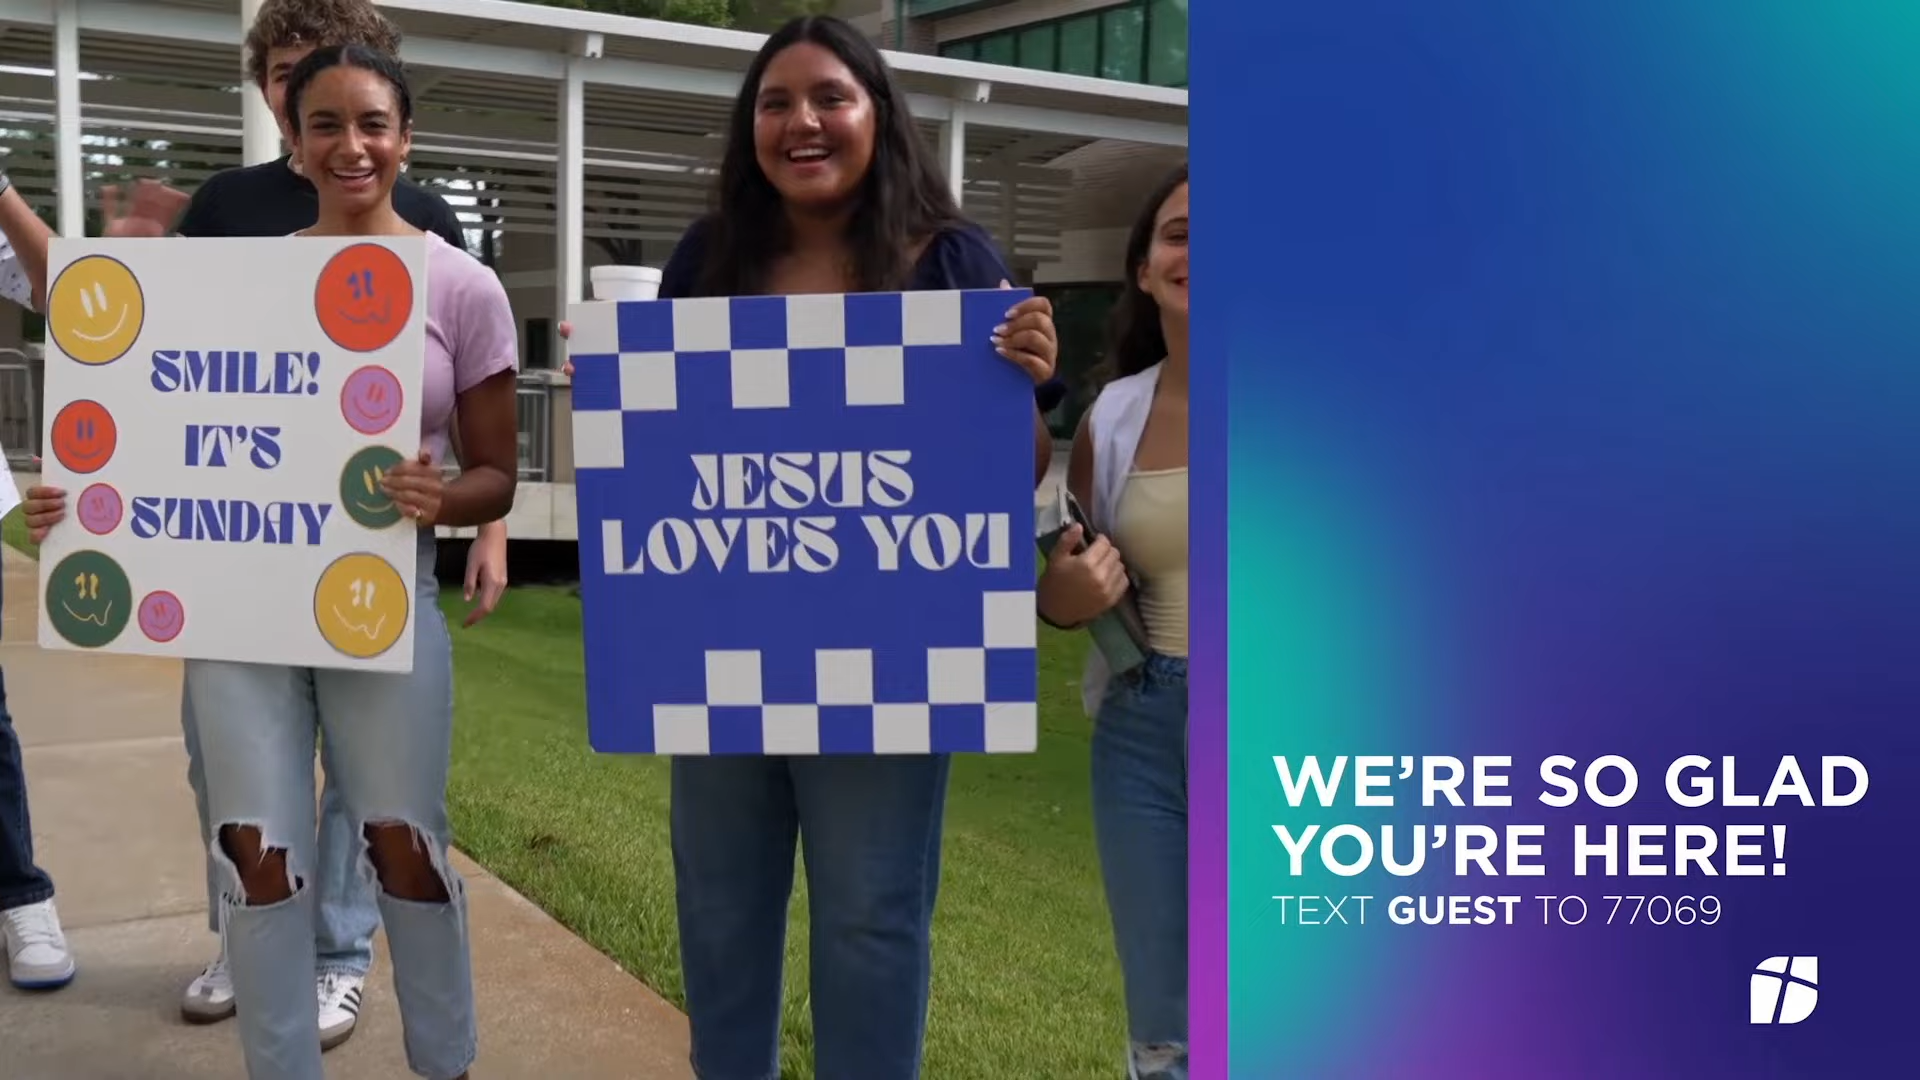 SMILE!
IT'S
SUNDAY
JESUS
LOVES YOU
WE'RE SO GLAD
YOU'RE HERE!
TEXT GUEST TO 77069